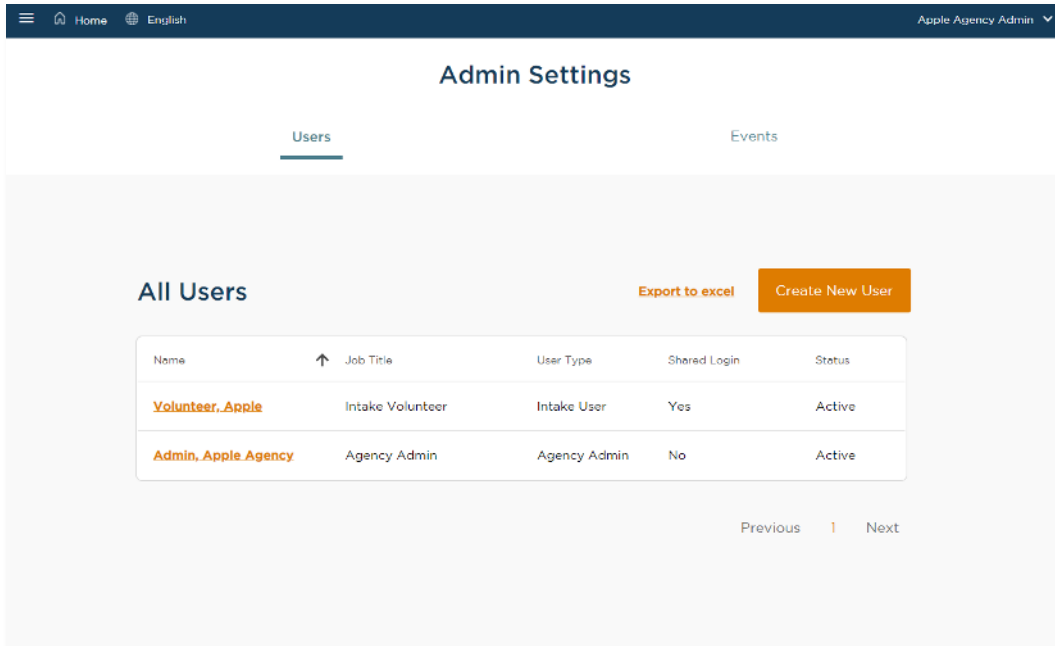 Home English Apple Agency Admin
Admin Settings
Users Events
All Users Export to excel Create New User
Name Job Title User Type Shared Login Status
Volunteer, Apple Intake Volunteer Intake User Yes Active
Admin, Apple Agency Agency Admin Agency Admin No Active
Previous 1 Next